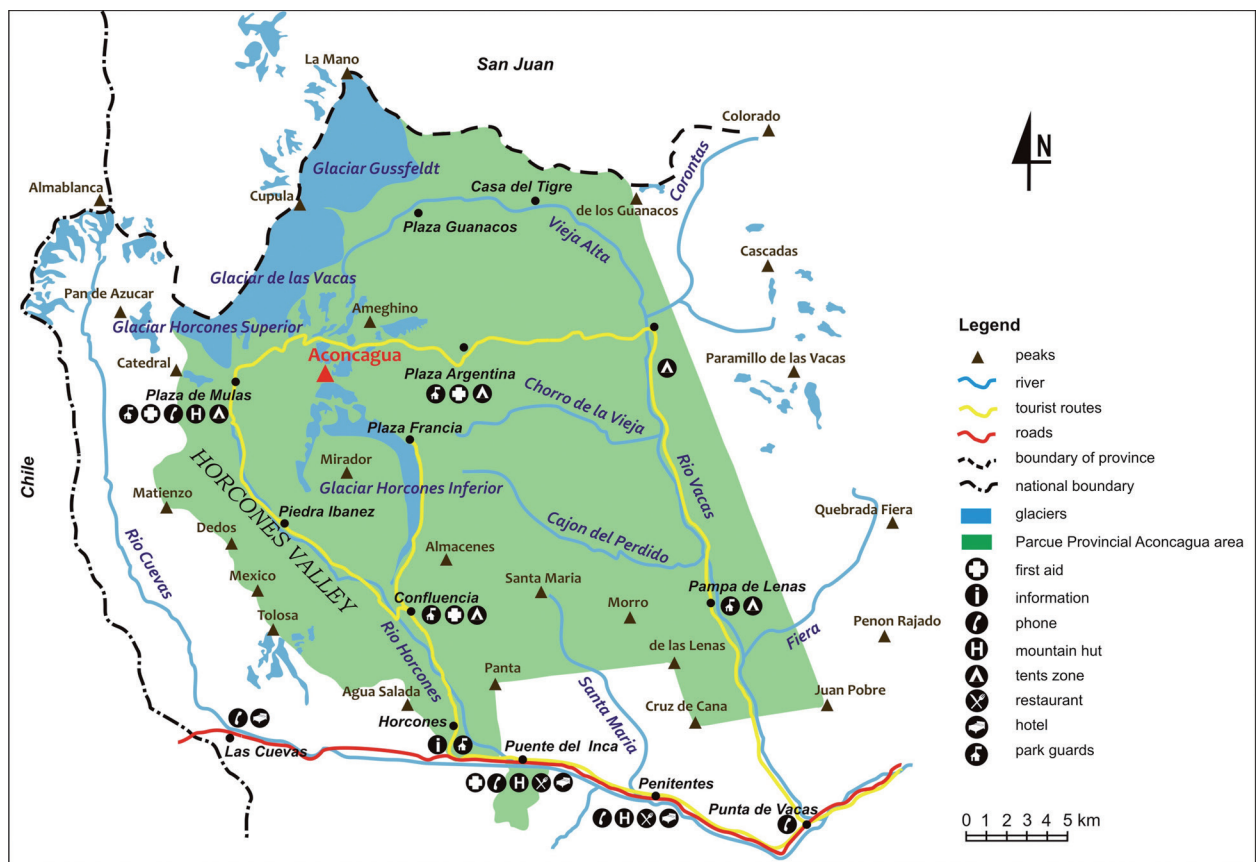 La Mano
San Juan
Colorado
N
Glaciar Gussfeldt
Corontas
Almablanca
Cupula
Casa del Tigre
de los Guanacos
Plaza Guanacos
Vieja Alta
Cascadas
Glaciar de las Vacas
Pan de Azucar
Ameghino
Glaciar Horcones Superior
Legend
Aconcagua
peaks
Catedral
Plaza Argentina
Paramillo de las Vacas
river
Plaza de Mulas
tourist routes
Chorro de la Vieja
Plaza Francia
roads
Chile
HORCONES VALLEY
Mirador
boundary of province
Glaciar Horcones Inferior
Rio Vacas
national boundary
Matienzo
Piedra Ibanez
Quebrada Fiera
glaciers
Dedos
Cajon del Perdido
Parcue Provincial Aconcagua area
Rio Cuevas
Almacenes
first aid
Mexico
Santa Maria
Pampa de Lenas
information
Confluencia
Morro
Tolosa
phone
Rio Horcones
de las Lenas
Fiera
Penon Rajado
mountain hut
Panta
tents zone
Agua Salada
Santa Maria
Cruz de Cana
Juan Pobre
restaurant
Horcones
hotel
Las Cuevas
Puente del Inca
park guards
Penitentes
Punta de Vacas
0 1 2 3 4 5 km